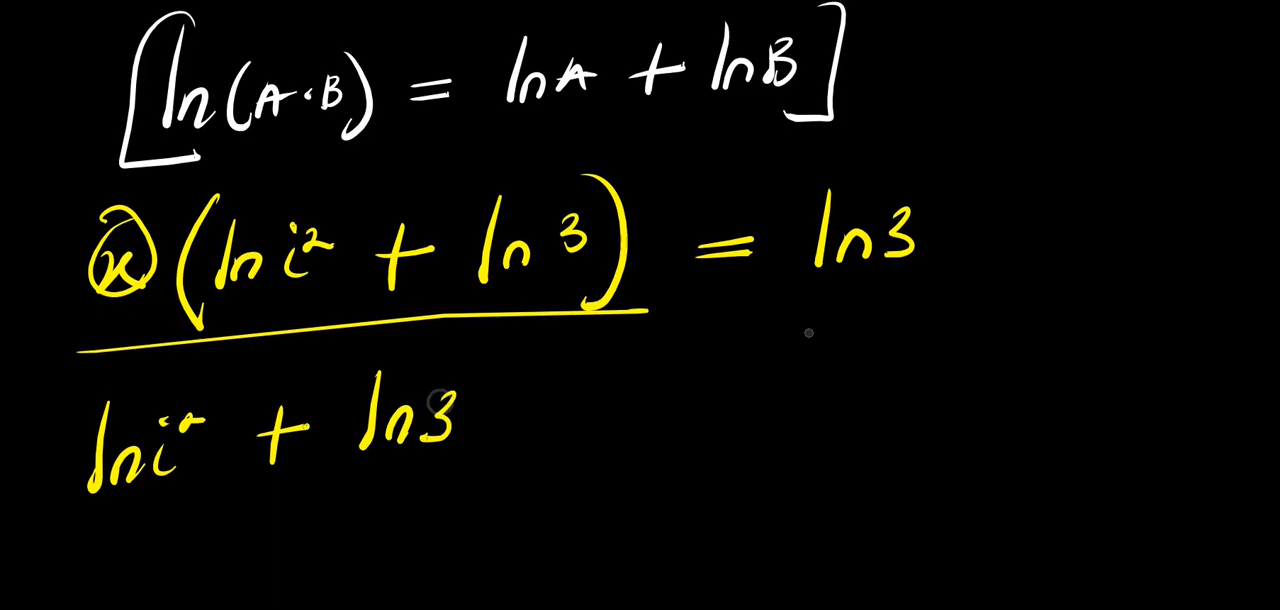 [ln(A·B) = lnA + lnB]
x(ln i² + ln 3) = ln3
ln i² + ln3